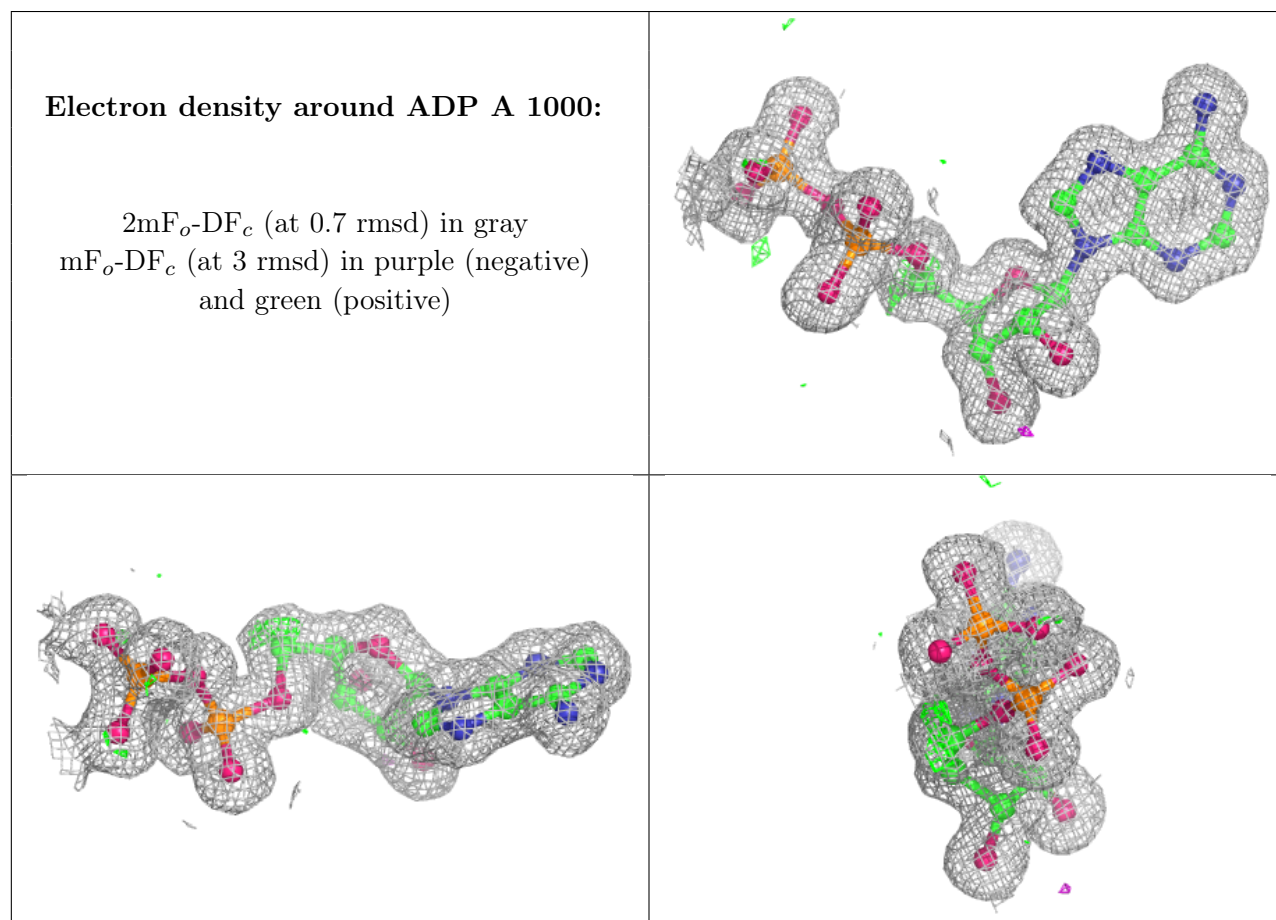 Electron density around ADP A 1000:
2mFₒ-DF𝒸 (at 0.7 rmsd) in gray
mFₒ-DF𝒸 (at 3 rmsd) in purple (negative)
and green (positive)